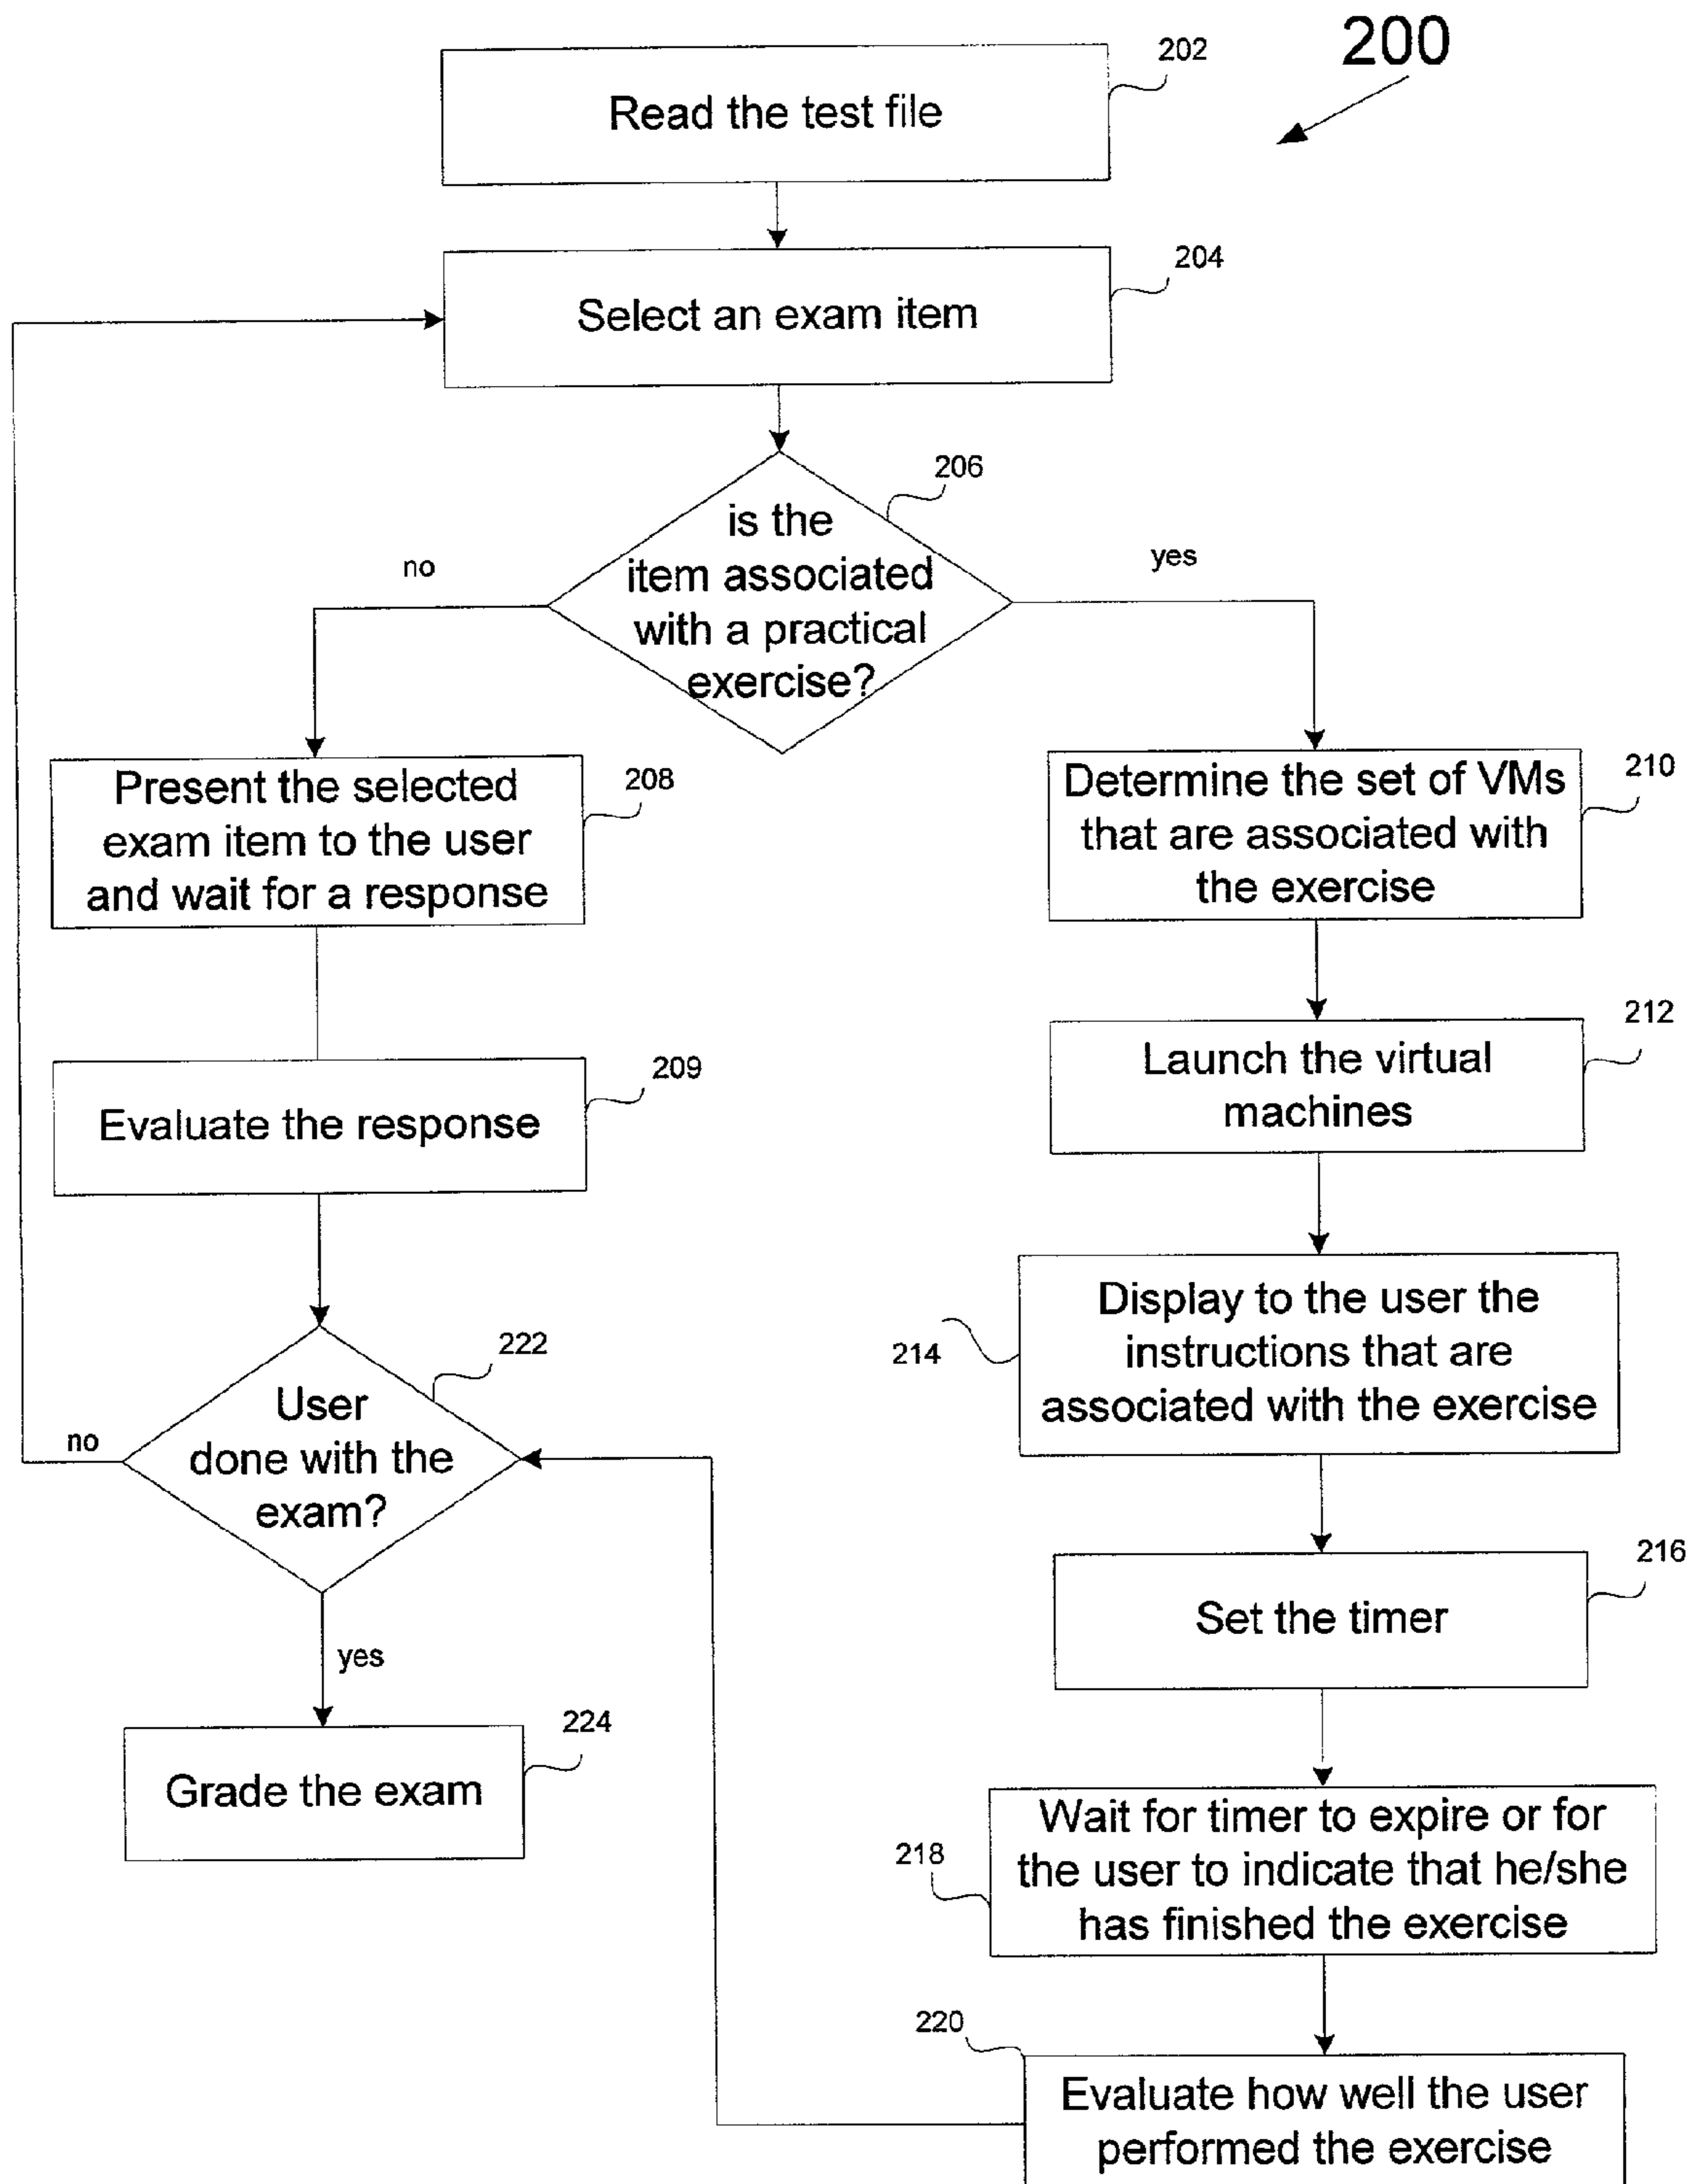 200
202
Read the test file
204
Select an exam item
206
is the
item associated
with a practical
exercise?
no
yes
208
Present the selected
exam item to the user
and wait for a response
210
Determine the set of VMs
that are associated with
the exercise
209
Evaluate the response
212
Launch the virtual
machines
214
Display to the user the
instructions that are
associated with the exercise
222
User
done with the
exam?
no
yes
216
Set the timer
224
Grade the exam
218
Wait for timer to expire or for
the user to indicate that he/she
has finished the exercise
220
Evaluate how well the user
performed the exercise